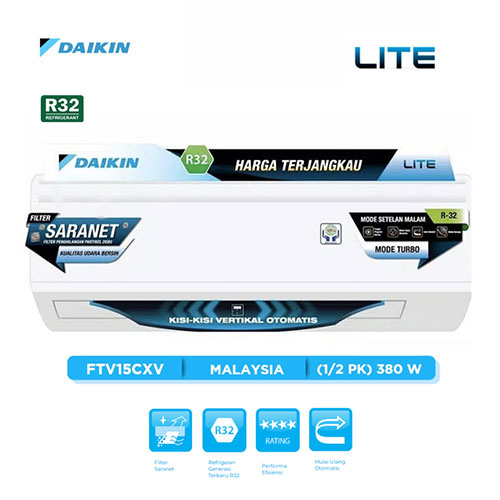 DAIKIN
LITE
R32
REFRIGERANT
DAIKIN
R32
HARGA TERJANGKAU
LITE
FILTER
SARANET
FILTER PENGHILANGAN PARTIKEL DEBU
KUALITAS UDARA BERSIH
MODE SETELAN MALAM
R-32
MODE TURBO
KISI-KISI VERTIKAL OTOMATIS
FTV15CXV
MALAYSIA
(1/2 PK) 380 W
R32
RATING
Filter
Saranet
Refrigeran
Generasi
Terbaru R32
Performa
Efisiensi
Mulai Ulang
Otomatis